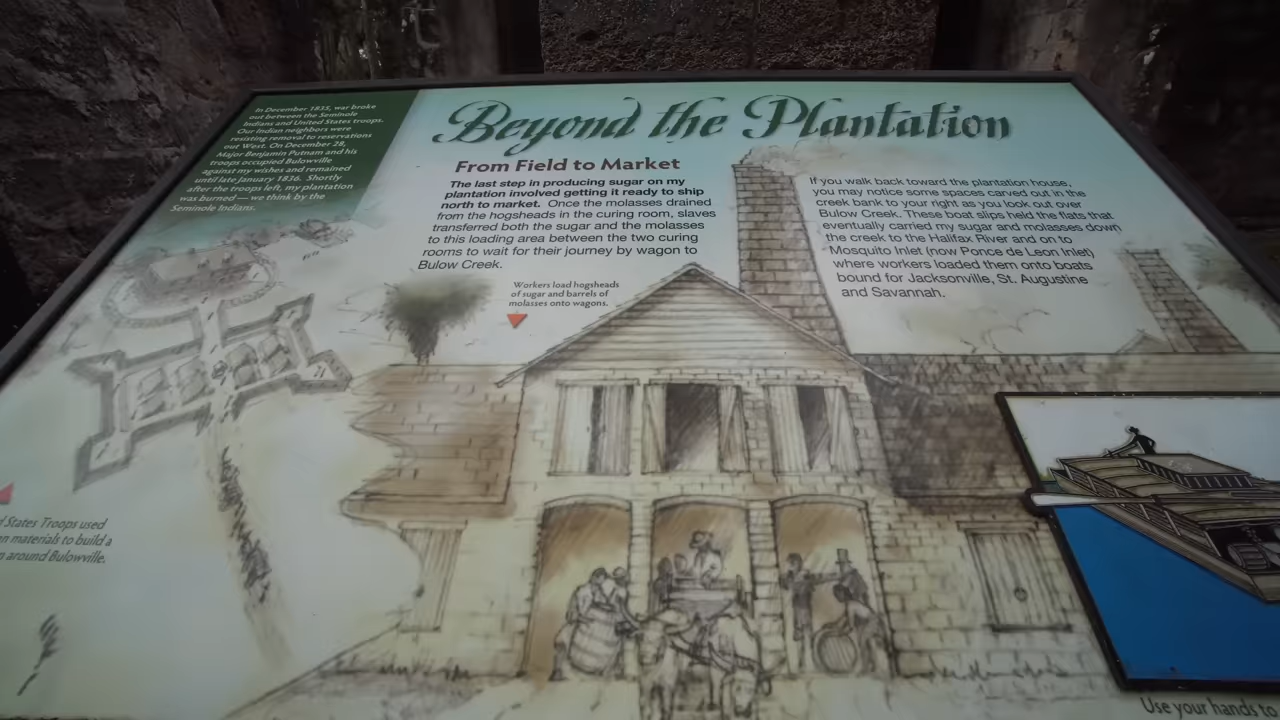 In December 1835, war broke
out between the Seminole
Indians and United States troops.
Our Indian neighbors were
resisting removal to reservations
out West. On December 28,
Major Benjamin Putnam and his
troops occupied Bulowville
against my wishes and remained
until late January 1836. Shortly
after the troops left, my plantation
was burned — we think by the
Seminole Indians.
Beyond the Plantation
From Field to Market
The last step in producing sugar on my
plantation involved getting it ready to ship
north to market. Once the molasses drained
from the hogsheads in the curing room, slaves
transferred both the sugar and the molasses
to this loading area between the two curing
rooms to wait for their journey by wagon to
Bulow Creek.
If you walk back toward the plantation house,
you may notice some spaces carved out in the
creek bank to your right as you look out over
Bulow Creek. These boat slips held the flats that
eventually carried my sugar and molasses down
the creek to the Halifax River and on to
Mosquito Inlet (now Ponce de Leon Inlet)
where workers loaded them onto boats
bound for Jacksonville, St. Augustine
and Savannah.
Workers load hogsheads
of sugar and barrels of
molasses onto wagons.
States Troops used
materials to build a
around Bulowville.
Use your hands to